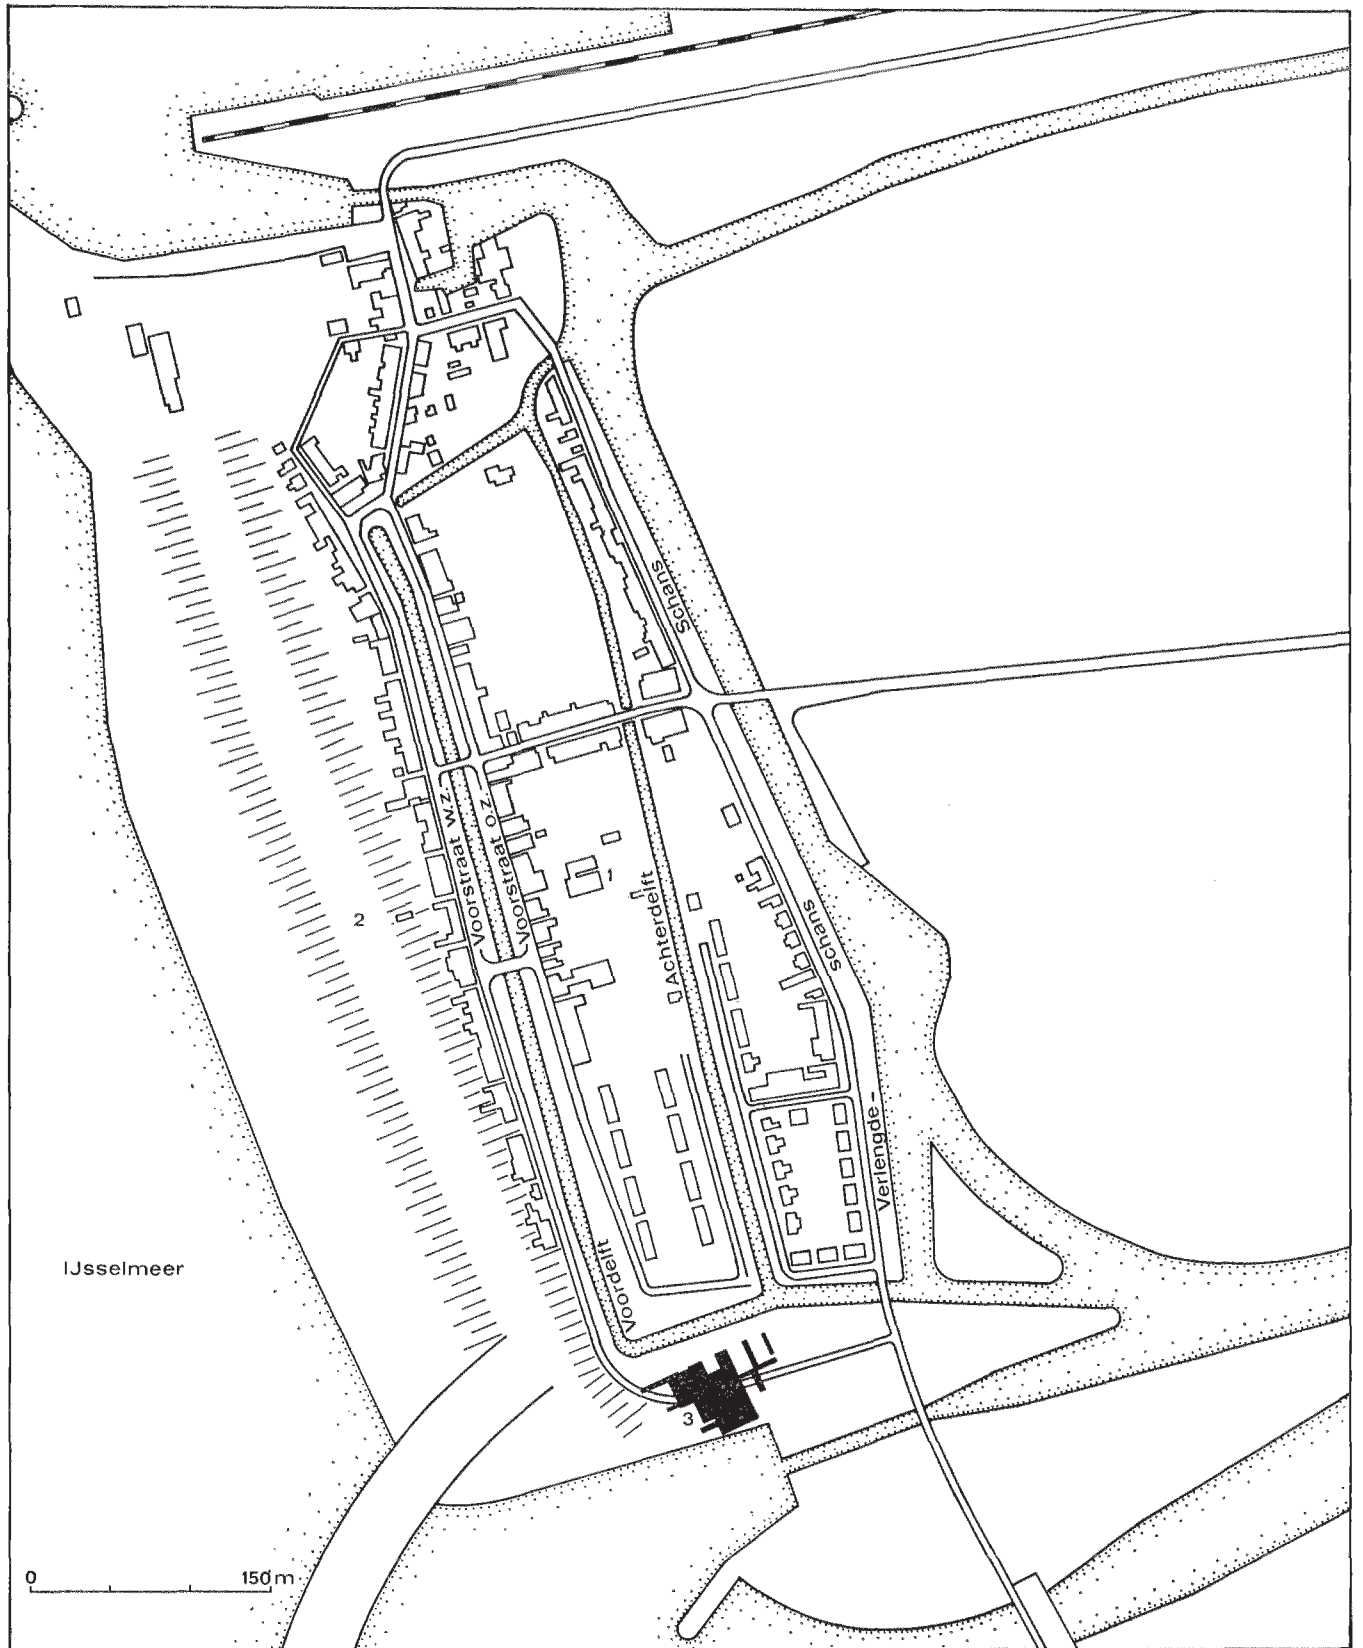 Schans
Voorstraat w.z.
Voorstraat o.z.
1
Achterdelft
schans
2
Verlengde -
IJsselmeer
Voordelft
3
0 150 m